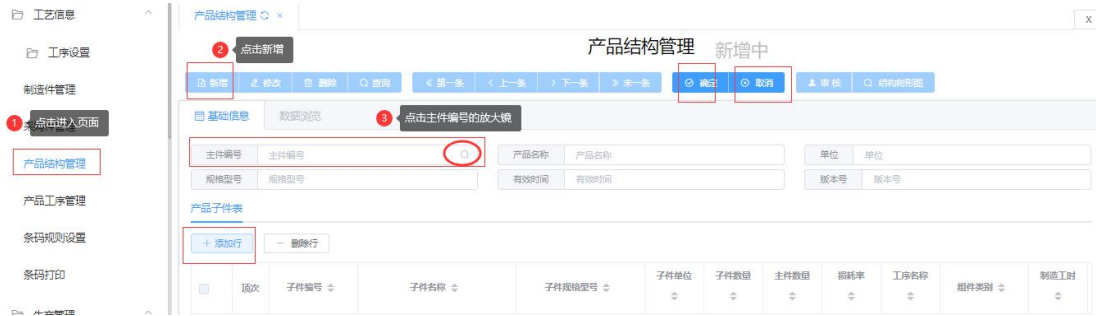 工艺信息
工序设置
制造件管理
1 点击进入页面
产品结构管理
产品工序管理
条码规则设置
条码打印
生产管理
产品结构管理 ×
X
2 点击新增
产品结构管理 新增中
新增 修改 删除 查询 第一条 上一条 下一条 末一条 确定 取消 审核 结构树形图
基础信息 数据浏览
3 点击主件编号的放大镜
主件编号 主件编号 产品名称 产品名称 单位 单位
规格型号 规格型号 有效时间 有效时间 版本号 版本号
产品子件表
+ 添加行 — 删除行
顶次 子件编号 子件名称 子件规格型号 子件单位 子件数量 主件数量 损耗率 工序名称 组件类别 制造工时